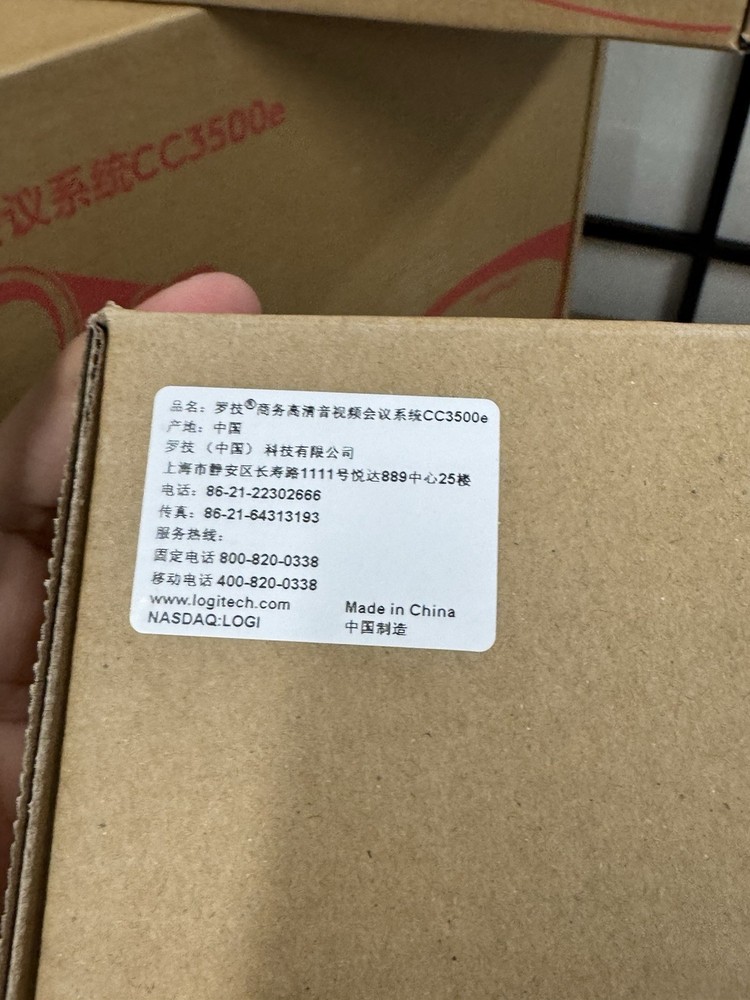 议系统CC3500e
品名：罗技®商务高清音视频会议系统CC3500e
产地：中国
罗技 （中国） 科技有限公司
上海市静安区长寿路1111号悦达889中心25楼
电话：86-21-22302666
传真：86-21-64313193
服务热线：
固定电话 800-820-0338
移动电话 400-820-0338
www.logitech.com
NASDAQ:LOGI
Made in China
中国制造